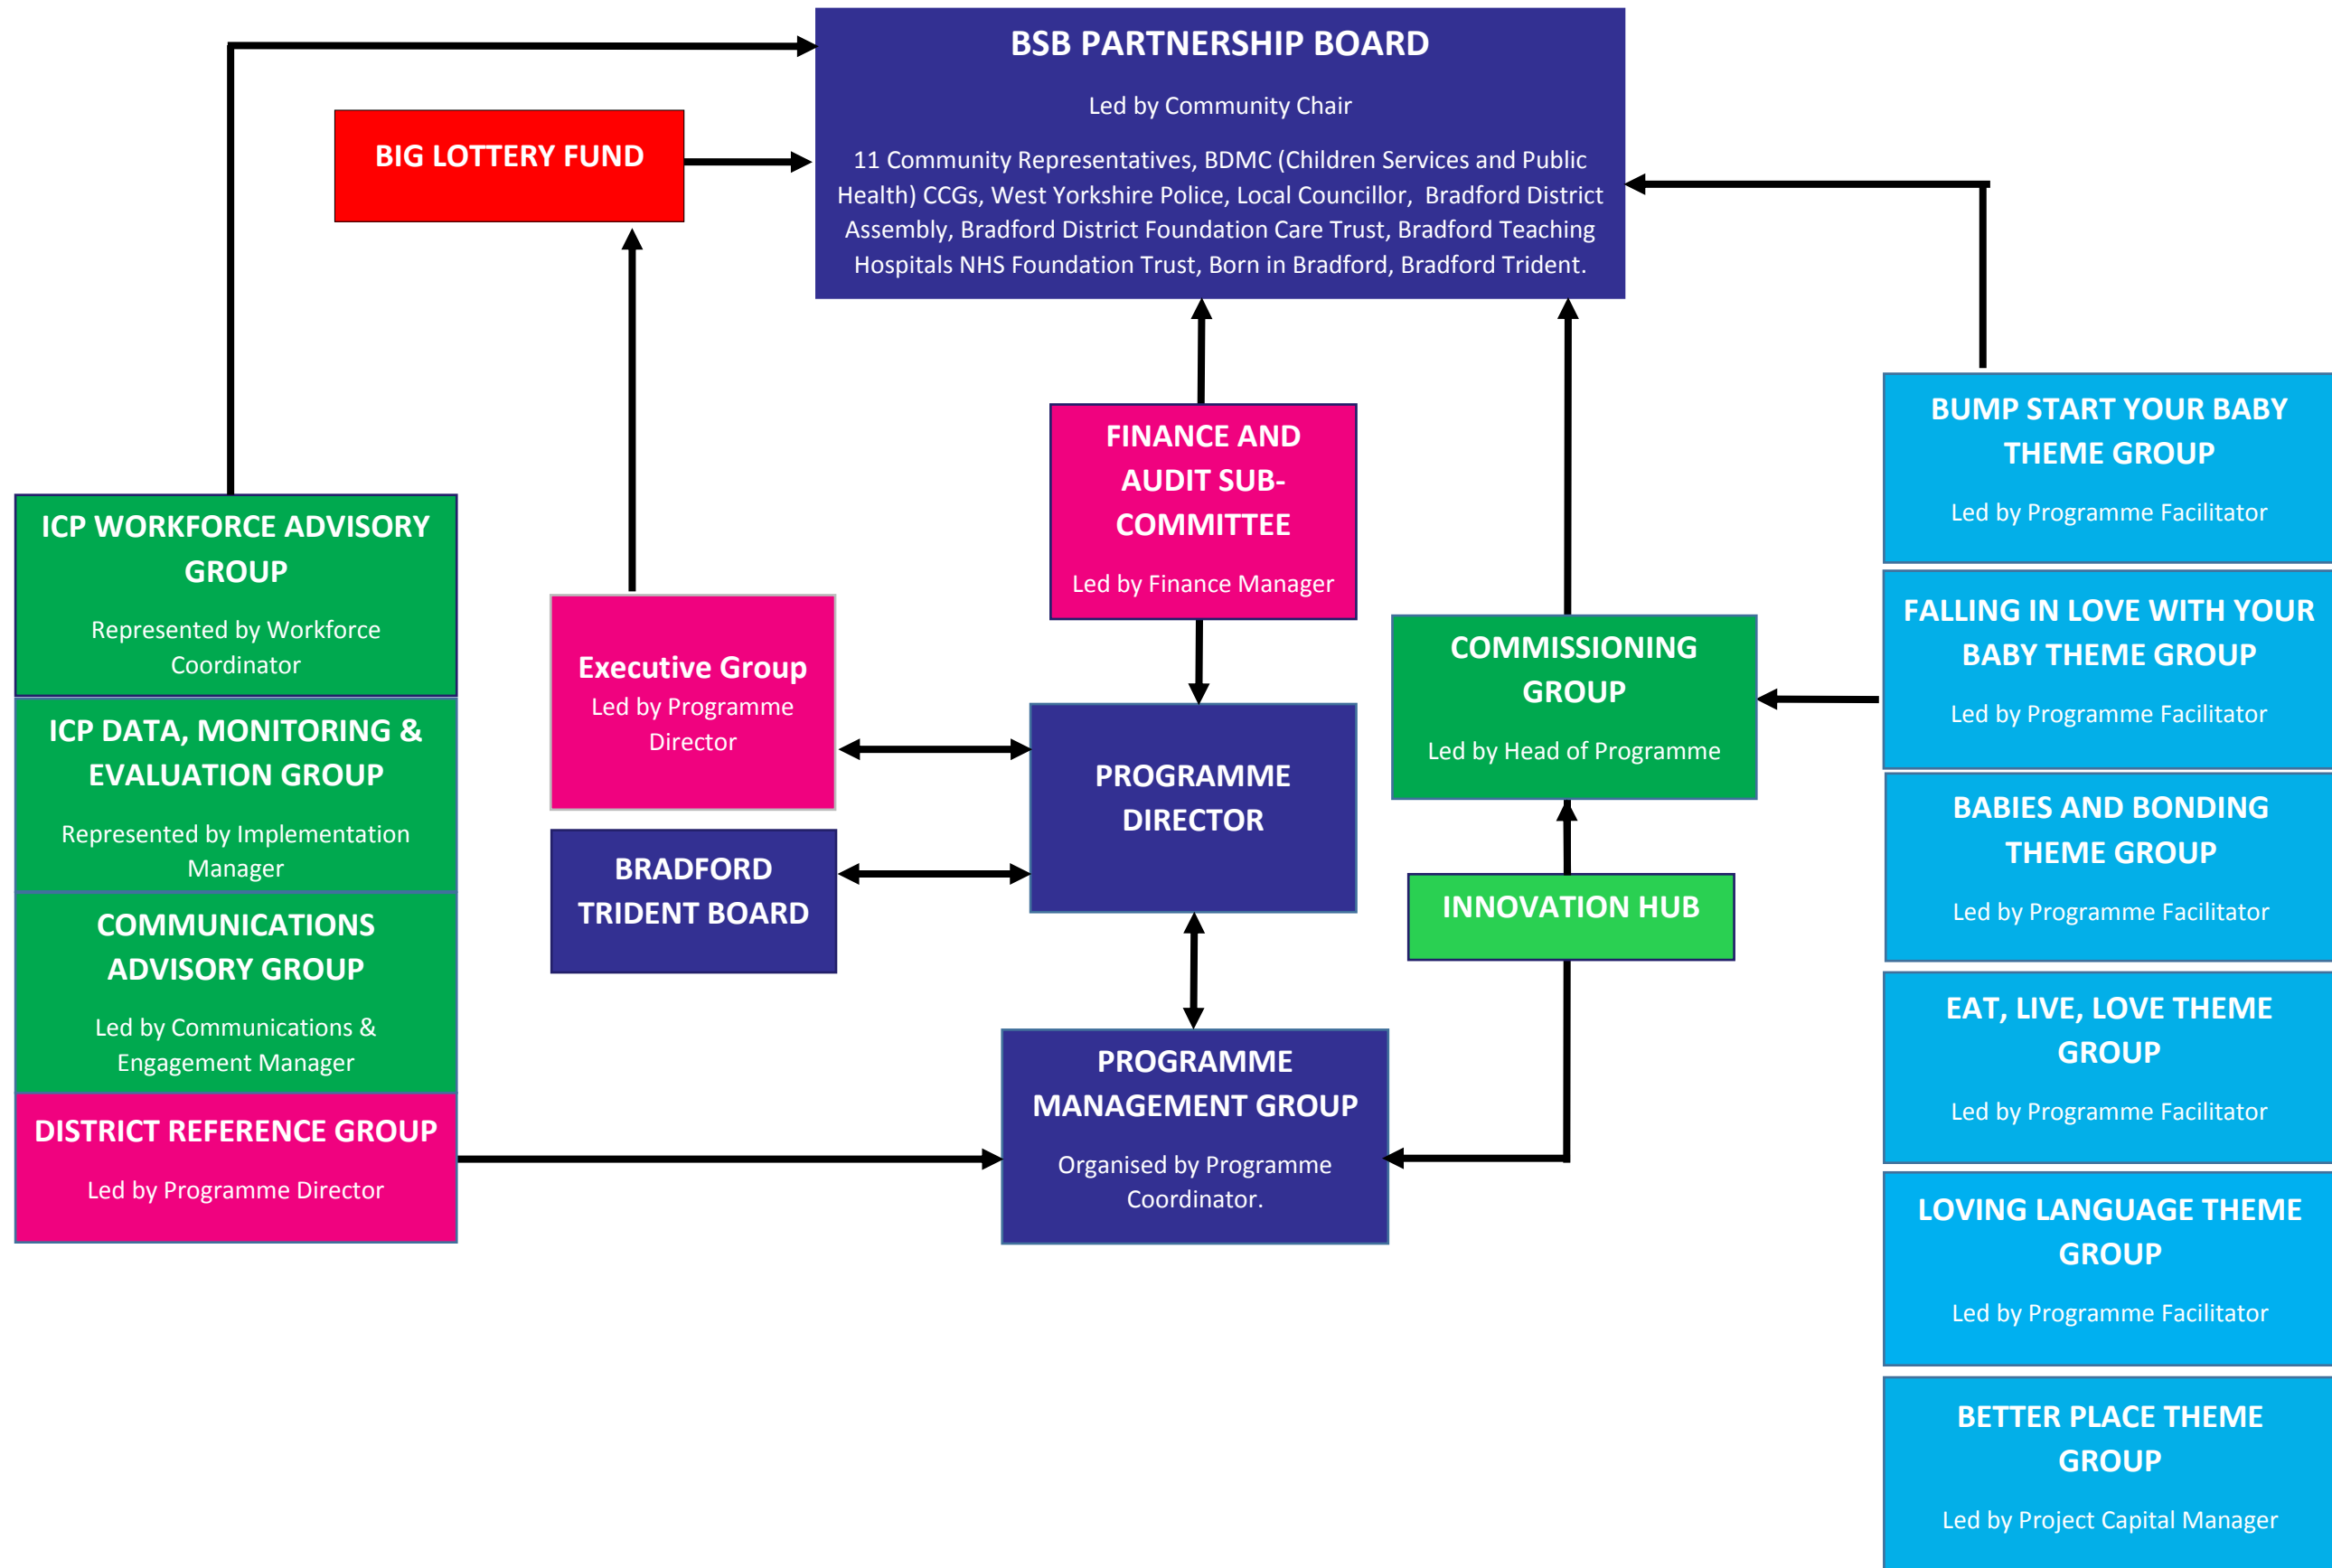 BSB PARTNERSHIP BOARD
Led by Community Chair
11 Community Representatives, BDMC (Children Services and Public
Health) CCGs, West Yorkshire Police, Local Councillor, Bradford District
Assembly, Bradford District Foundation Care Trust, Bradford Teaching
Hospitals NHS Foundation Trust, Born in Bradford, Bradford Trident.
BIG LOTTERY FUND
ICP WORKFORCE ADVISORY
GROUP
Represented by Workforce
Coordinator
ICP DATA, MONITORING &
EVALUATION GROUP
Represented by Implementation
Manager
COMMUNICATIONS
ADVISORY GROUP
Led by Communications &
Engagement Manager
DISTRICT REFERENCE GROUP
Led by Programme Director
Executive Group
Led by Programme
Director
BRADFORD
TRIDENT BOARD
FINANCE AND
AUDIT SUB-
COMMITTEE
Led by Finance Manager
PROGRAMME
DIRECTOR
PROGRAMME
MANAGEMENT GROUP
Organised by Programme
Coordinator.
COMMISSIONING
GROUP
Led by Head of Programme
INNOVATION HUB
BUMP START YOUR BABY
THEME GROUP
Led by Programme Facilitator
FALLING IN LOVE WITH YOUR
BABY THEME GROUP
Led by Programme Facilitator
BABIES AND BONDING
THEME GROUP
Led by Programme Facilitator
EAT, LIVE, LOVE THEME
GROUP
Led by Programme Facilitator
LOVING LANGUAGE THEME
GROUP
Led by Programme Facilitator
BETTER PLACE THEME
GROUP
Led by Project Capital Manager